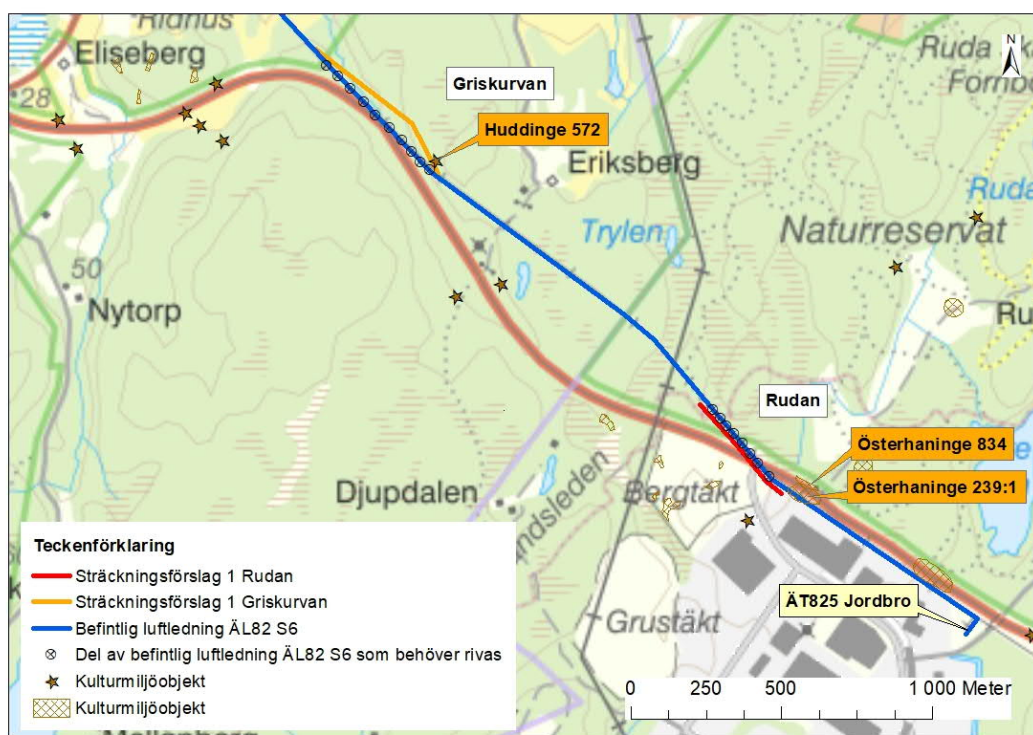 Ridhus
Eliseberg
28
Griskurvan
Huddinge 572
Eriksberg
N
Ruda
Trylen
Naturreservat
50
Nytorp
Rudan
Österhaninge 834
Österhaninge 239:1
Bergtäkt
Djupdalen
ndsleden
ÄT825 Jordbro
Grustäkt
Teckenförklaring
Sträckningsförslag 1 Rudan
Sträckningsförslag 1 Griskurvan
Befintlig luftledning ÄL82 S6
Del av befintlig luftledning ÄL82 S6 som behöver rivas
Kulturmiljöobjekt
Kulturmiljöobjekt
0 250 500 1 000 Meter